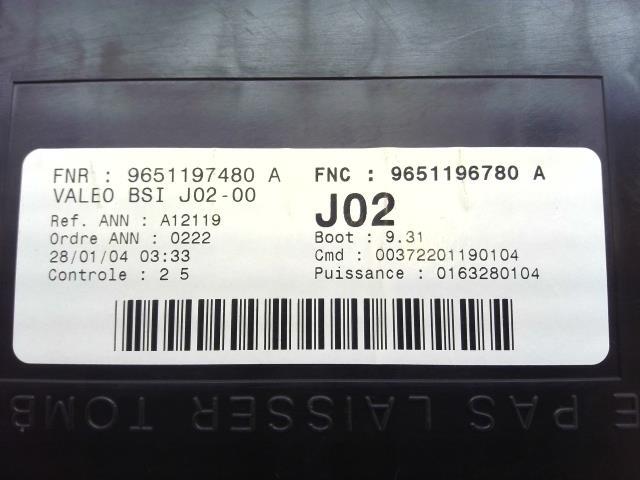 FNR : 9651197480 A
VALEO BSI J02-00
Ref. ANN : A12119
Ordre ANN : 0222
28/01/04 03:33
Controle : 2 5
FNC : 9651196780 A
J02
Boot : 9.31
Cmd : 00372201190104
Puissance : 0163280104
E PAS LAISSER TOMB